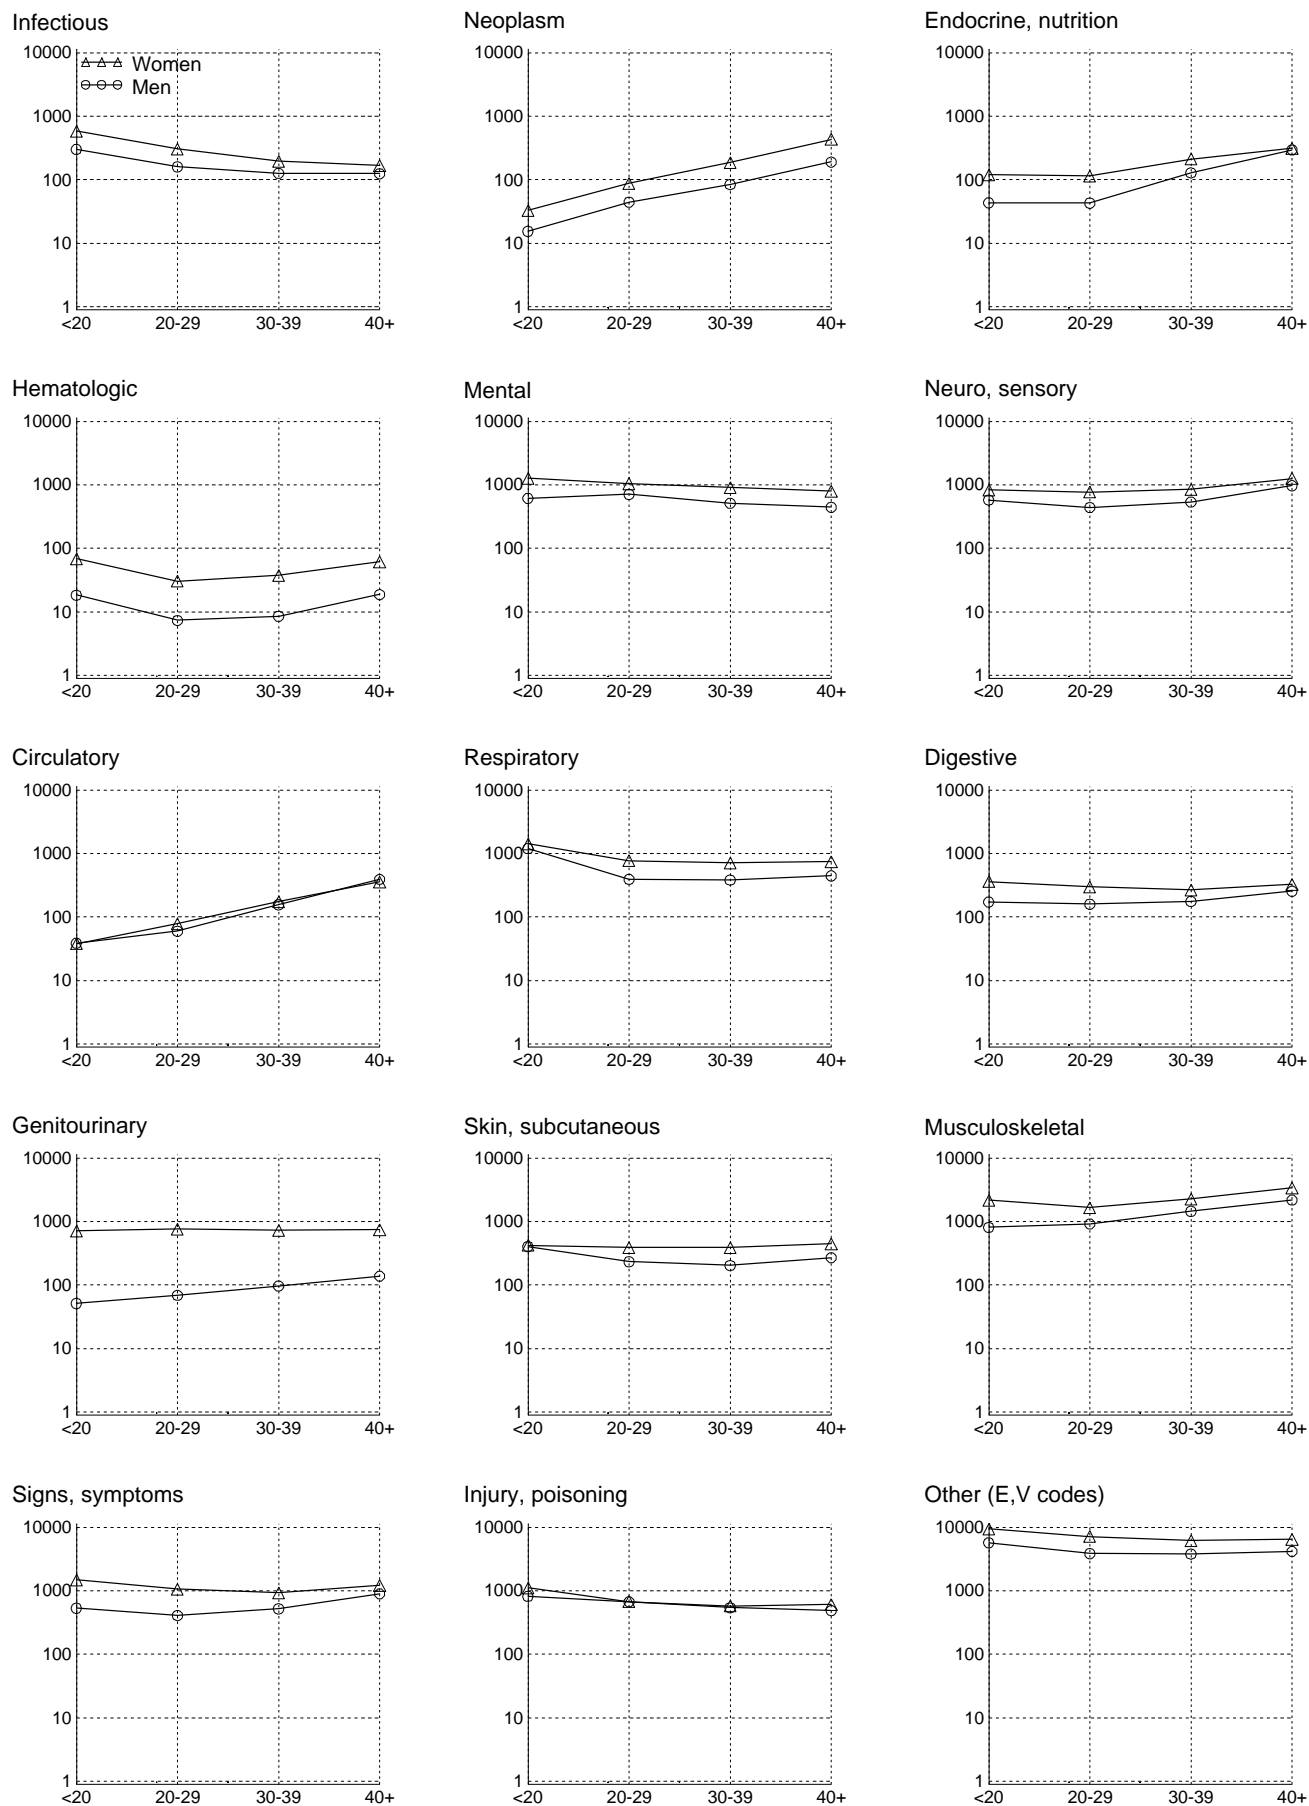 Infectious
10000
1000
100
10
1
Women
Men
<20 20-29 30-39 40+
Neoplasm
10000
1000
100
10
1
<20 20-29 30-39 40+
Endocrine, nutrition
10000
1000
100
10
1
<20 20-29 30-39 40+
Hematologic
10000
1000
100
10
1
<20 20-29 30-39 40+
Mental
10000
1000
100
10
1
<20 20-29 30-39 40+
Neuro, sensory
10000
1000
100
10
1
<20 20-29 30-39 40+
Circulatory
10000
1000
100
10
1
<20 20-29 30-39 40+
Respiratory
10000
1000
100
10
1
<20 20-29 30-39 40+
Digestive
10000
1000
100
10
1
<20 20-29 30-39 40+
Genitourinary
10000
1000
100
10
1
<20 20-29 30-39 40+
Skin, subcutaneous
10000
1000
100
10
1
<20 20-29 30-39 40+
Musculoskeletal
10000
1000
100
10
1
<20 20-29 30-39 40+
Signs, symptoms
10000
1000
100
10
1
<20 20-29 30-39 40+
Injury, poisoning
10000
1000
100
10
1
<20 20-29 30-39 40+
Other (E,V codes)
10000
1000
100
10
1
<20 20-29 30-39 40+